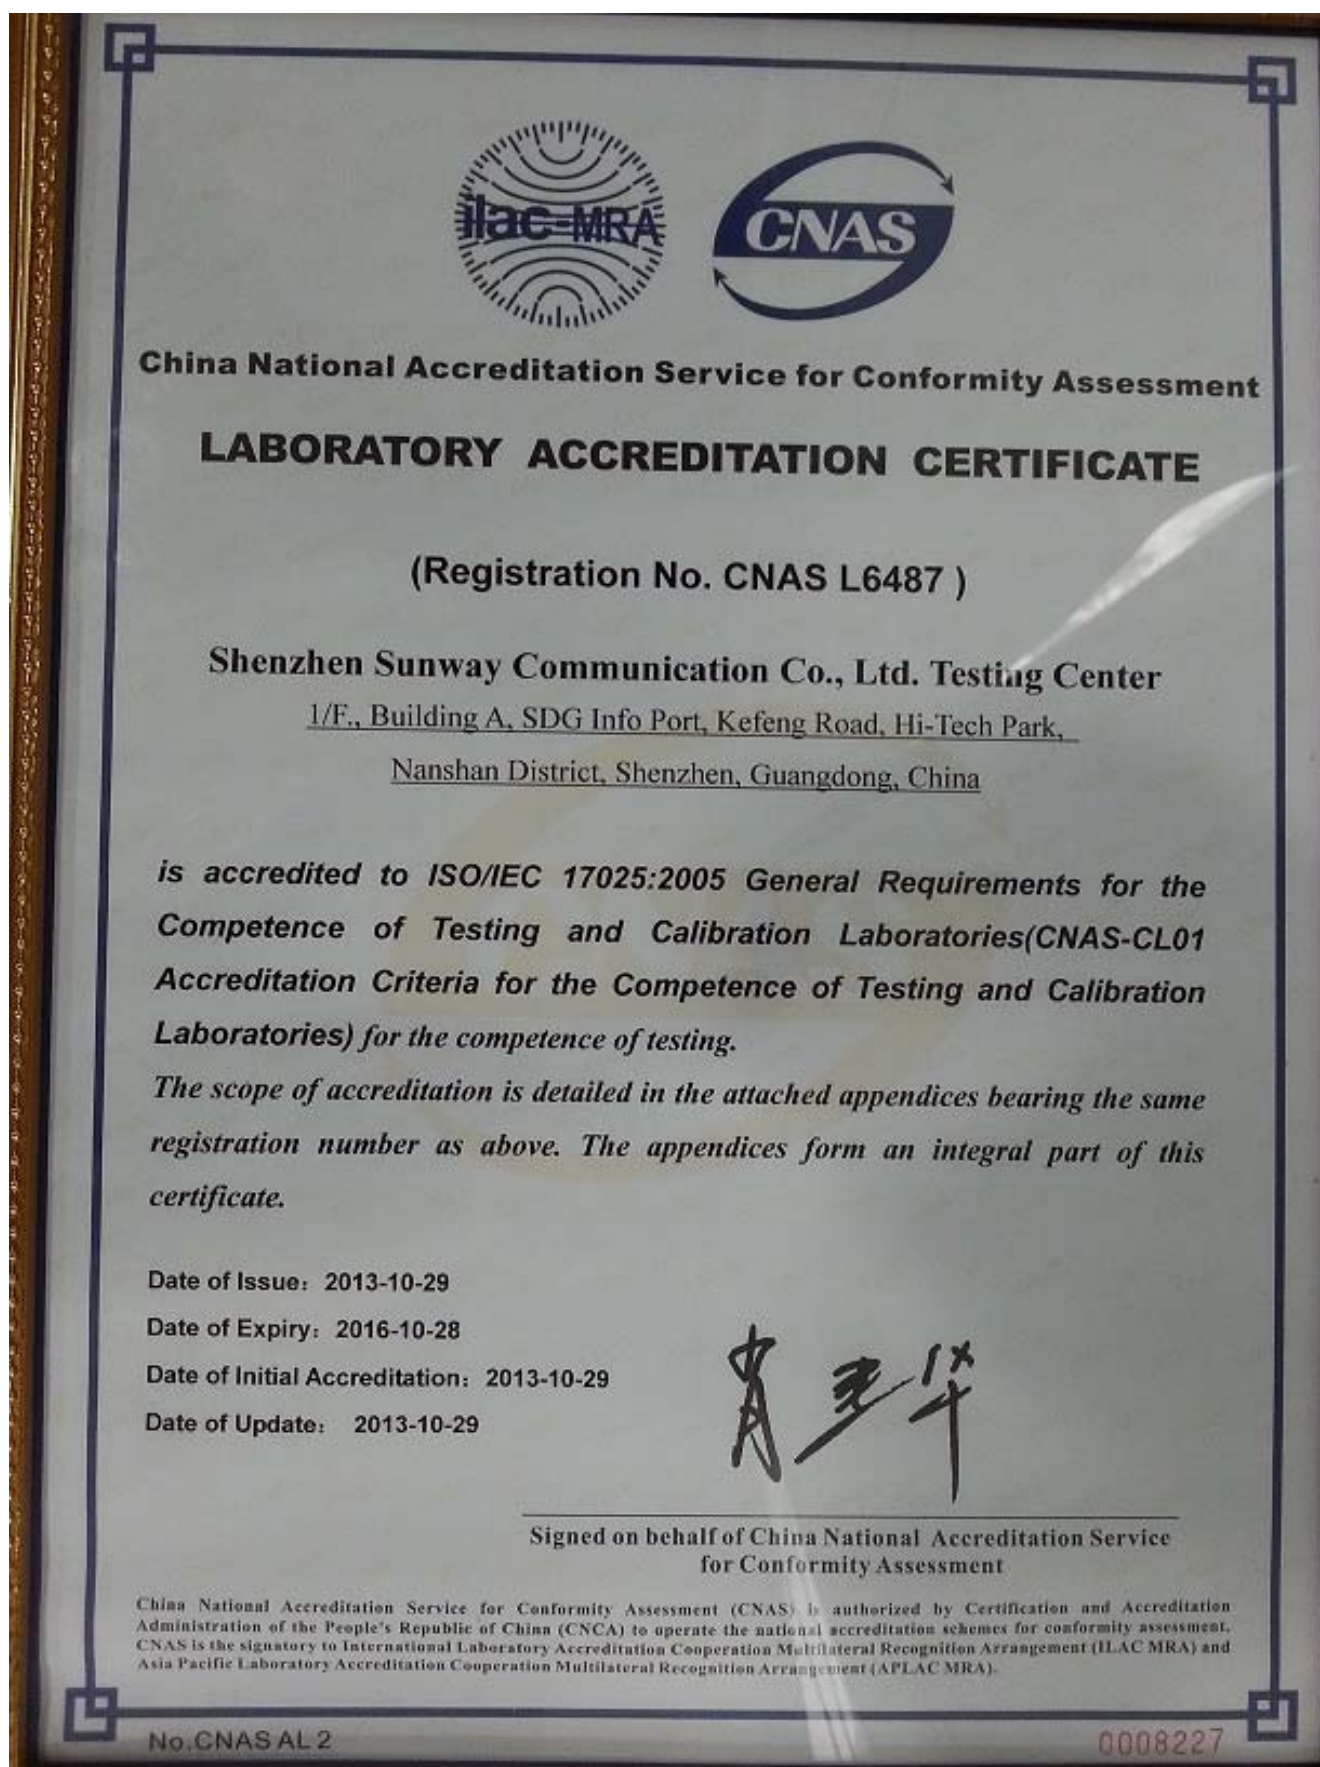 ilac-MRA
CNAS
China National Accreditation Service for Conformity Assessment
LABORATORY ACCREDITATION CERTIFICATE
(Registration No. CNAS L6487 )
Shenzhen Sunway Communication Co., Ltd. Testing Center
1/F., Building A, SDG Info Port, Kefeng Road, Hi-Tech Park,
Nanshan District, Shenzhen, Guangdong, China
is accredited to ISO/IEC 17025:2005 General Requirements for the
Competence of Testing and Calibration Laboratories(CNAS-CL01
Accreditation Criteria for the Competence of Testing and Calibration
Laboratories) for the competence of testing.
The scope of accreditation is detailed in the attached appendices bearing the same
registration number as above. The appendices form an integral part of this
certificate.
Date of Issue: 2013-10-29
Date of Expiry: 2016-10-28
Date of Initial Accreditation: 2013-10-29
Date of Update: 2013-10-29
Signed on behalf of China National Accreditation Service
for Conformity Assessment
China National Accreditation Service for Conformity Assessment (CNAS) is authorized by Certification and Accreditation
Administration of the People's Republic of China (CNCA) to operate the national accreditation schemes for conformity assessment.
CNAS is the signatory to International Laboratory Accreditation Cooperation Multilateral Recognition Arrangement (ILAC MRA) and
Asia Pacific Laboratory Accreditation Cooperation Multilateral Recognition Arrangement (APLAC MRA).
No.CNAS AL 2
0008227